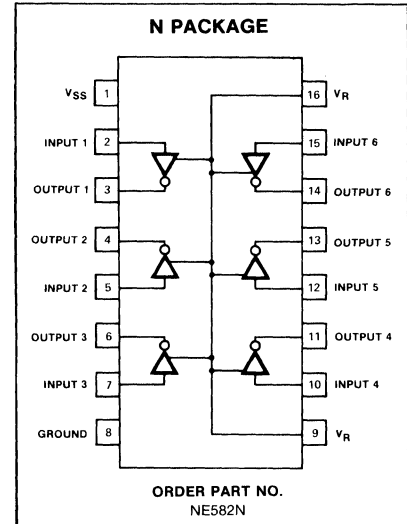 N PACKAGE
VSS 1 16 VR
INPUT 1 2 15 INPUT 6
OUTPUT 1 3 14 OUTPUT 6
OUTPUT 2 4 13 OUTPUT 5
INPUT 2 5 12 INPUT 5
OUTPUT 3 6 11 OUTPUT 4
INPUT 3 7 10 INPUT 4
GROUND 8 9 VR
ORDER PART NO.
NE582N